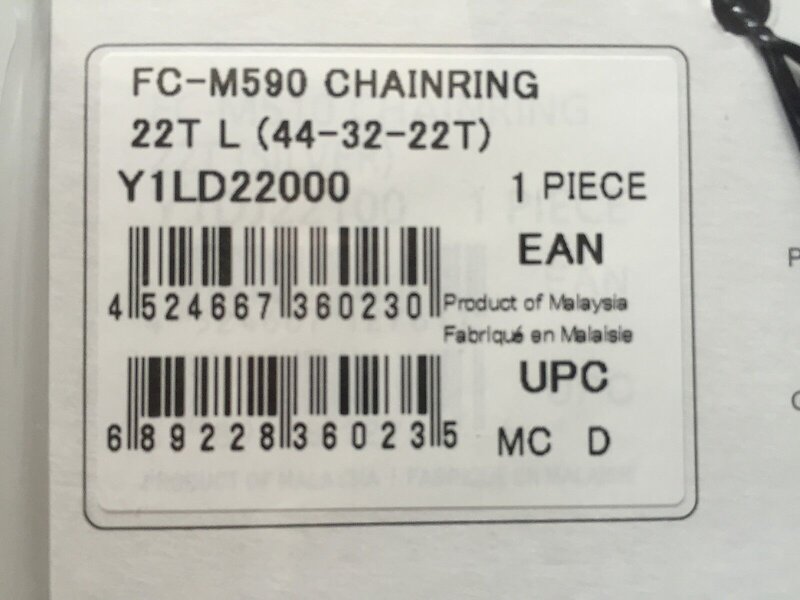 FC-M590 CHAINRING
22T L (44-32-22T)
Y1LD22000 1 PIECE
EAN
4 524667 360230
Product of Malaysia
Fabriqué en Malaisie
UPC
6 89228 36023 5
MC D